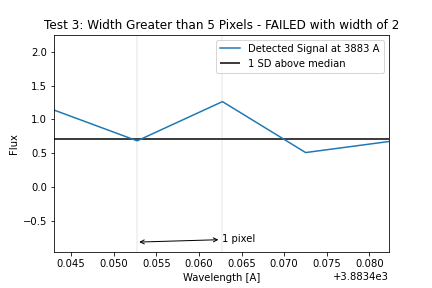 Test 3: Width Greater than 5 Pixels - FAILED with width of 2
Detected Signal at 3883 A
1 SD above median
2.0
1.5
1.0
0.5
0.0
−0.5
Flux
1 pixel
0.045 0.050 0.055 0.060 0.065 0.070 0.075 0.080
Wavelength [A]
+3.8834e3